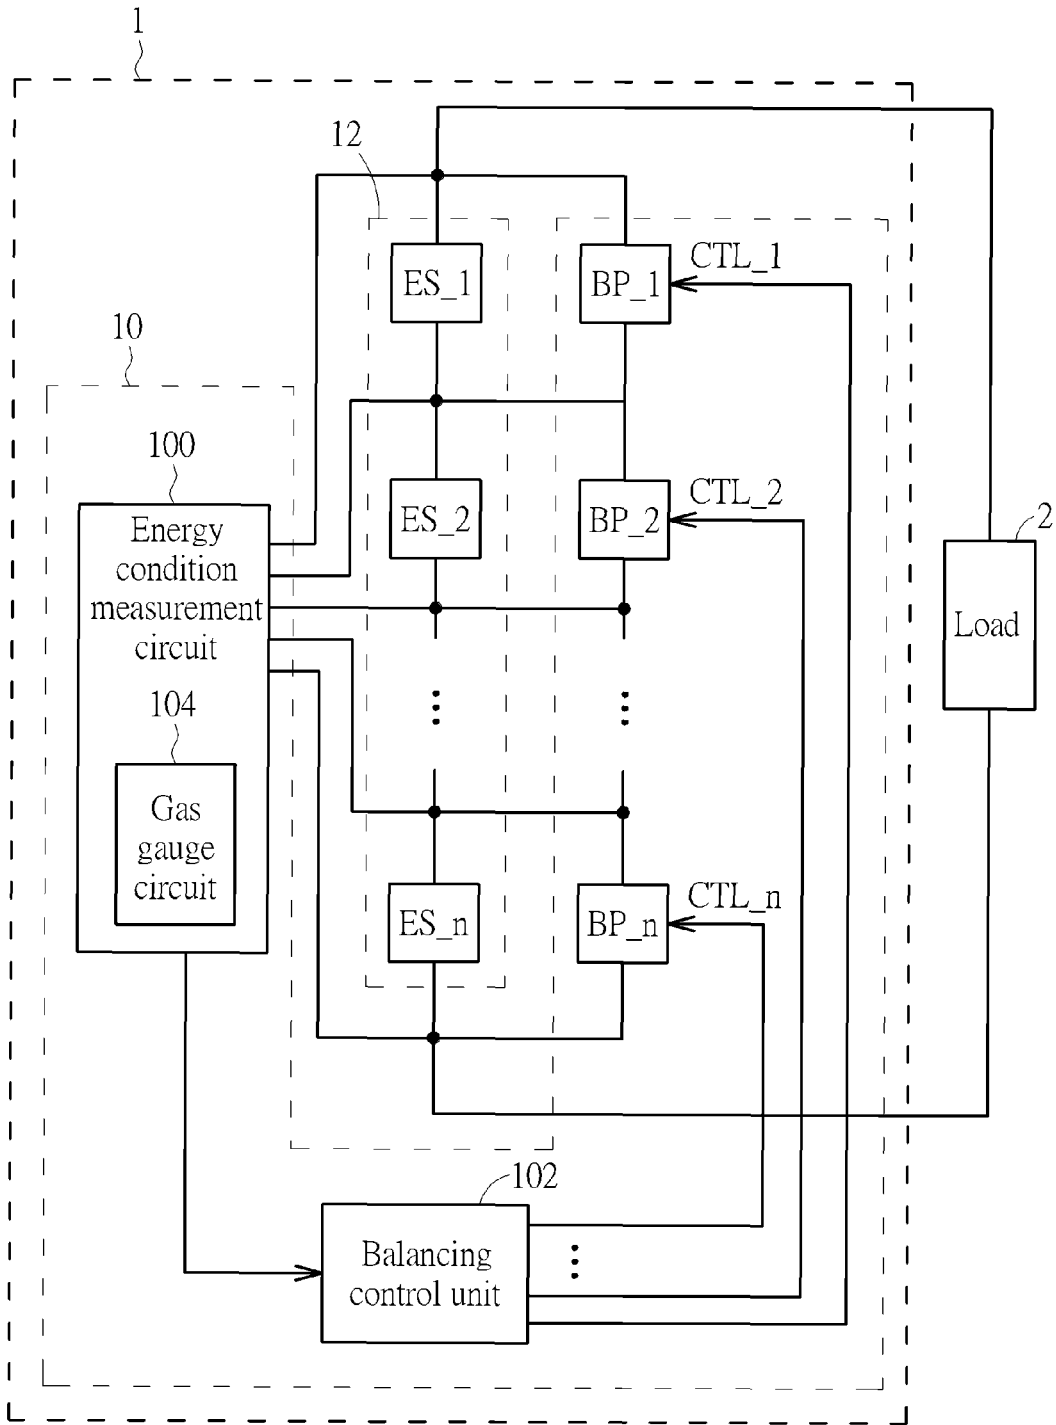 1
12
ES_1
BP_1
CTL_1
10
100
Energy
condition
measurement
circuit
ES_2
BP_2
CTL_2
2
Load
104
Gas
gauge
circuit
ES_n
BP_n
CTL_n
102
Balancing
control unit